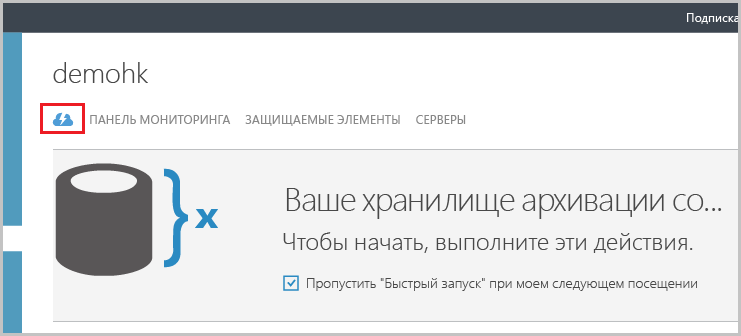 Подписка
demohk
ПАНЕЛЬ МОНИТОРИНГА ЗАЩИЩАЕМЫЕ ЭЛЕМЕНТЫ СЕРВЕРЫ
} x
Ваше хранилище архивации со...
Чтобы начать, выполните эти действия.
Пропустить "Быстрый запуск" при моем следующем посещении